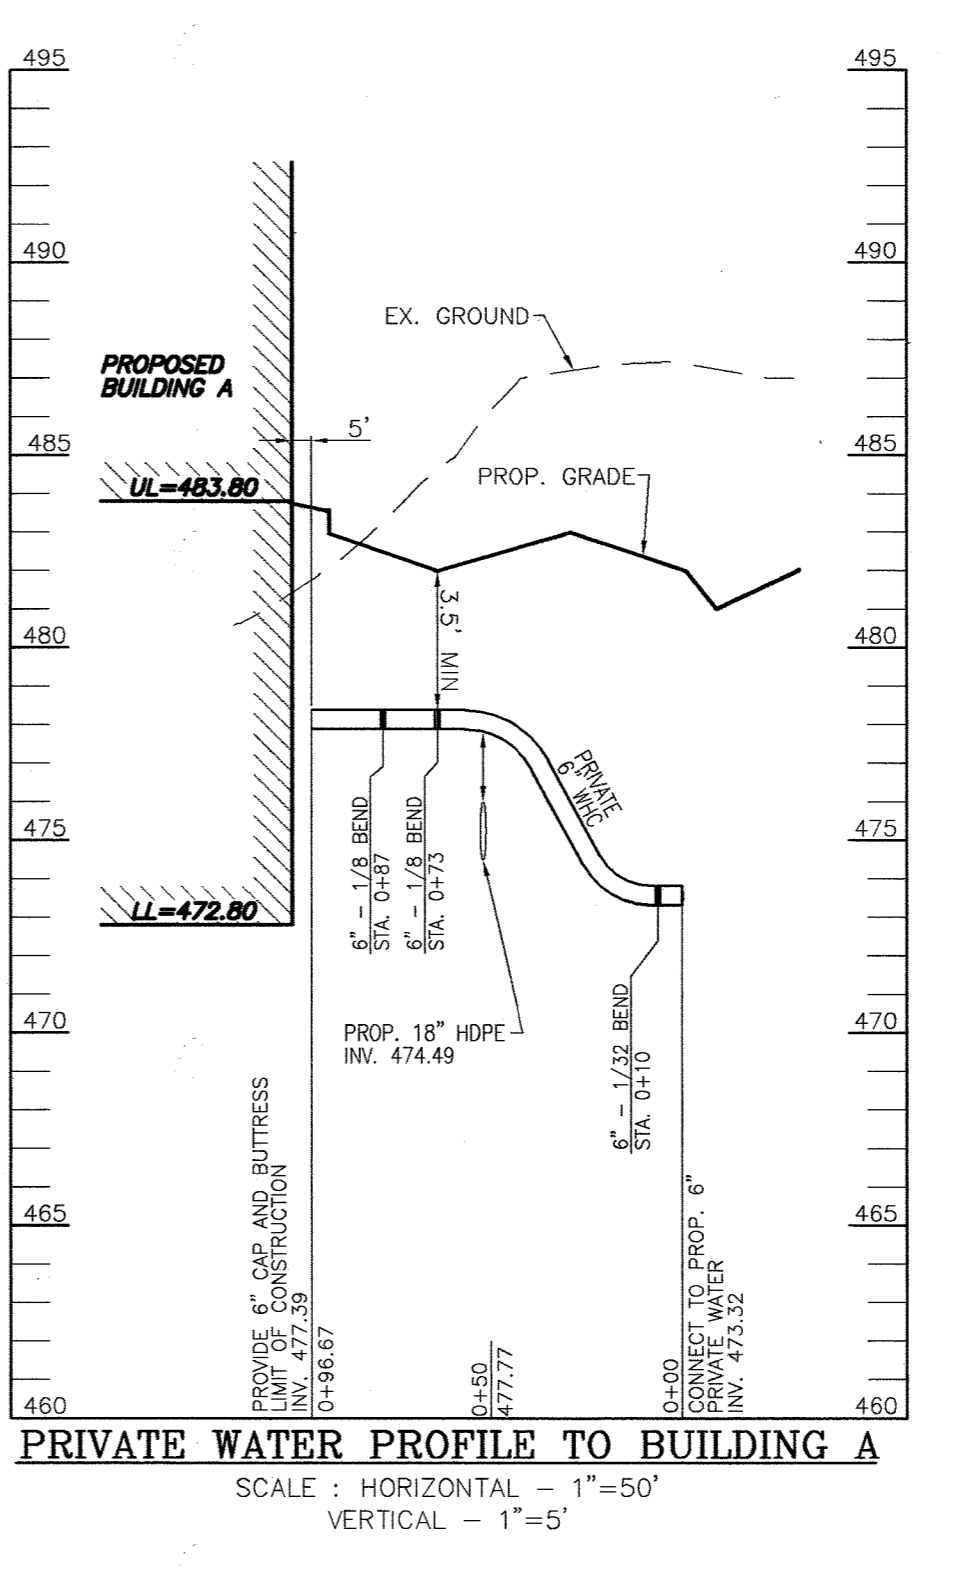 495
495
490
490
EX. GROUND
PROPOSED
BUILDING A
5'
485
485
PROP. GRADE
UL=483.80
3.5' MIN
480
480
PRIVATE
6" WHC
475
475
6" - 1/8 BEND
STA. 0+87
6" - 1/8 BEND
STA. 0+73
LL=472.80
470
470
PROP. 18" HDPE
INV. 474.49
6" - 1/32 BEND
STA. 0+10
465
465
PROVIDE 6" CAP AND BUTTRESS
LIMIT OF CONSTRUCTION
INV. 477.39
0+96.67
0+50
477.77
0+00
CONNECT TO PROP. 6"
PRIVATE WATER
INV. 473.32
460
460
PRIVATE WATER PROFILE TO BUILDING A
SCALE : HORIZONTAL - 1"=50'
VERTICAL - 1"=5'